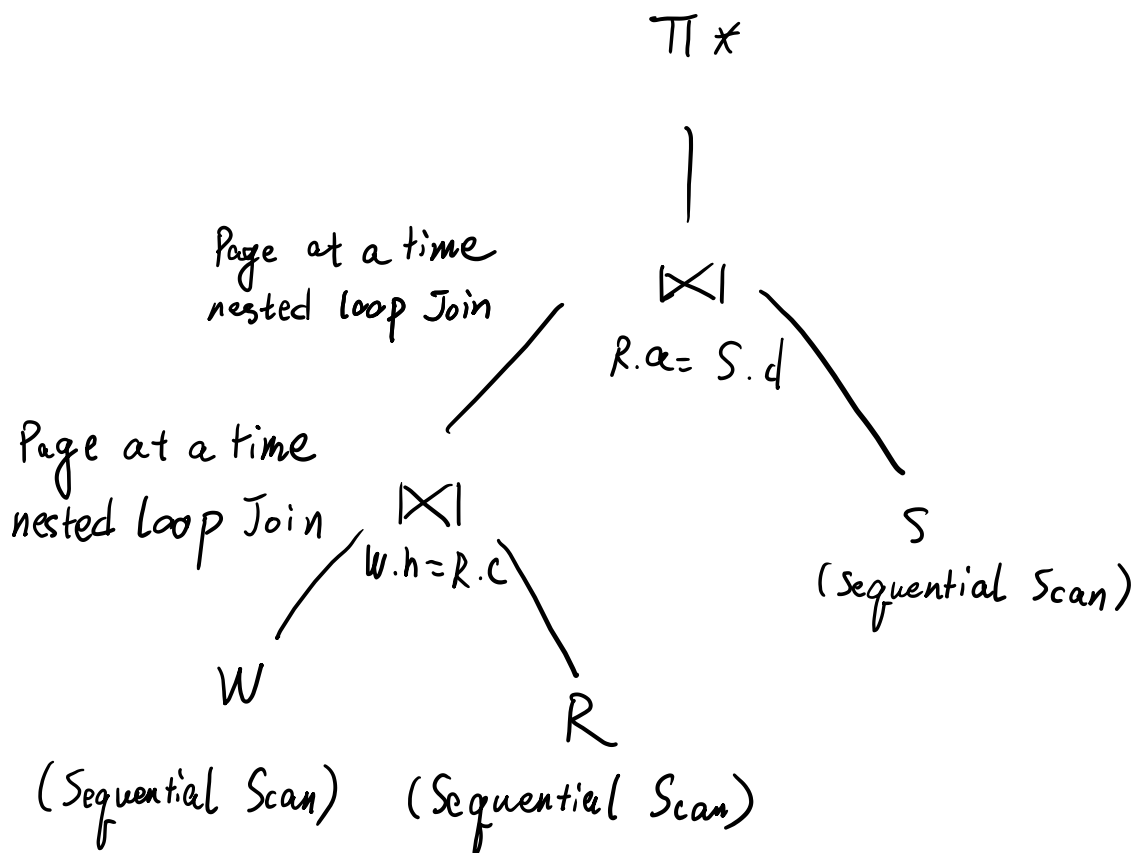 π *
Page at a time
nested loop Join
⋈
R.a = S.d
Page at a time
nested loop Join
⋈
W.h = R.c
S
(Sequential Scan)
W
R
(Sequential Scan)
(Sequential Scan)